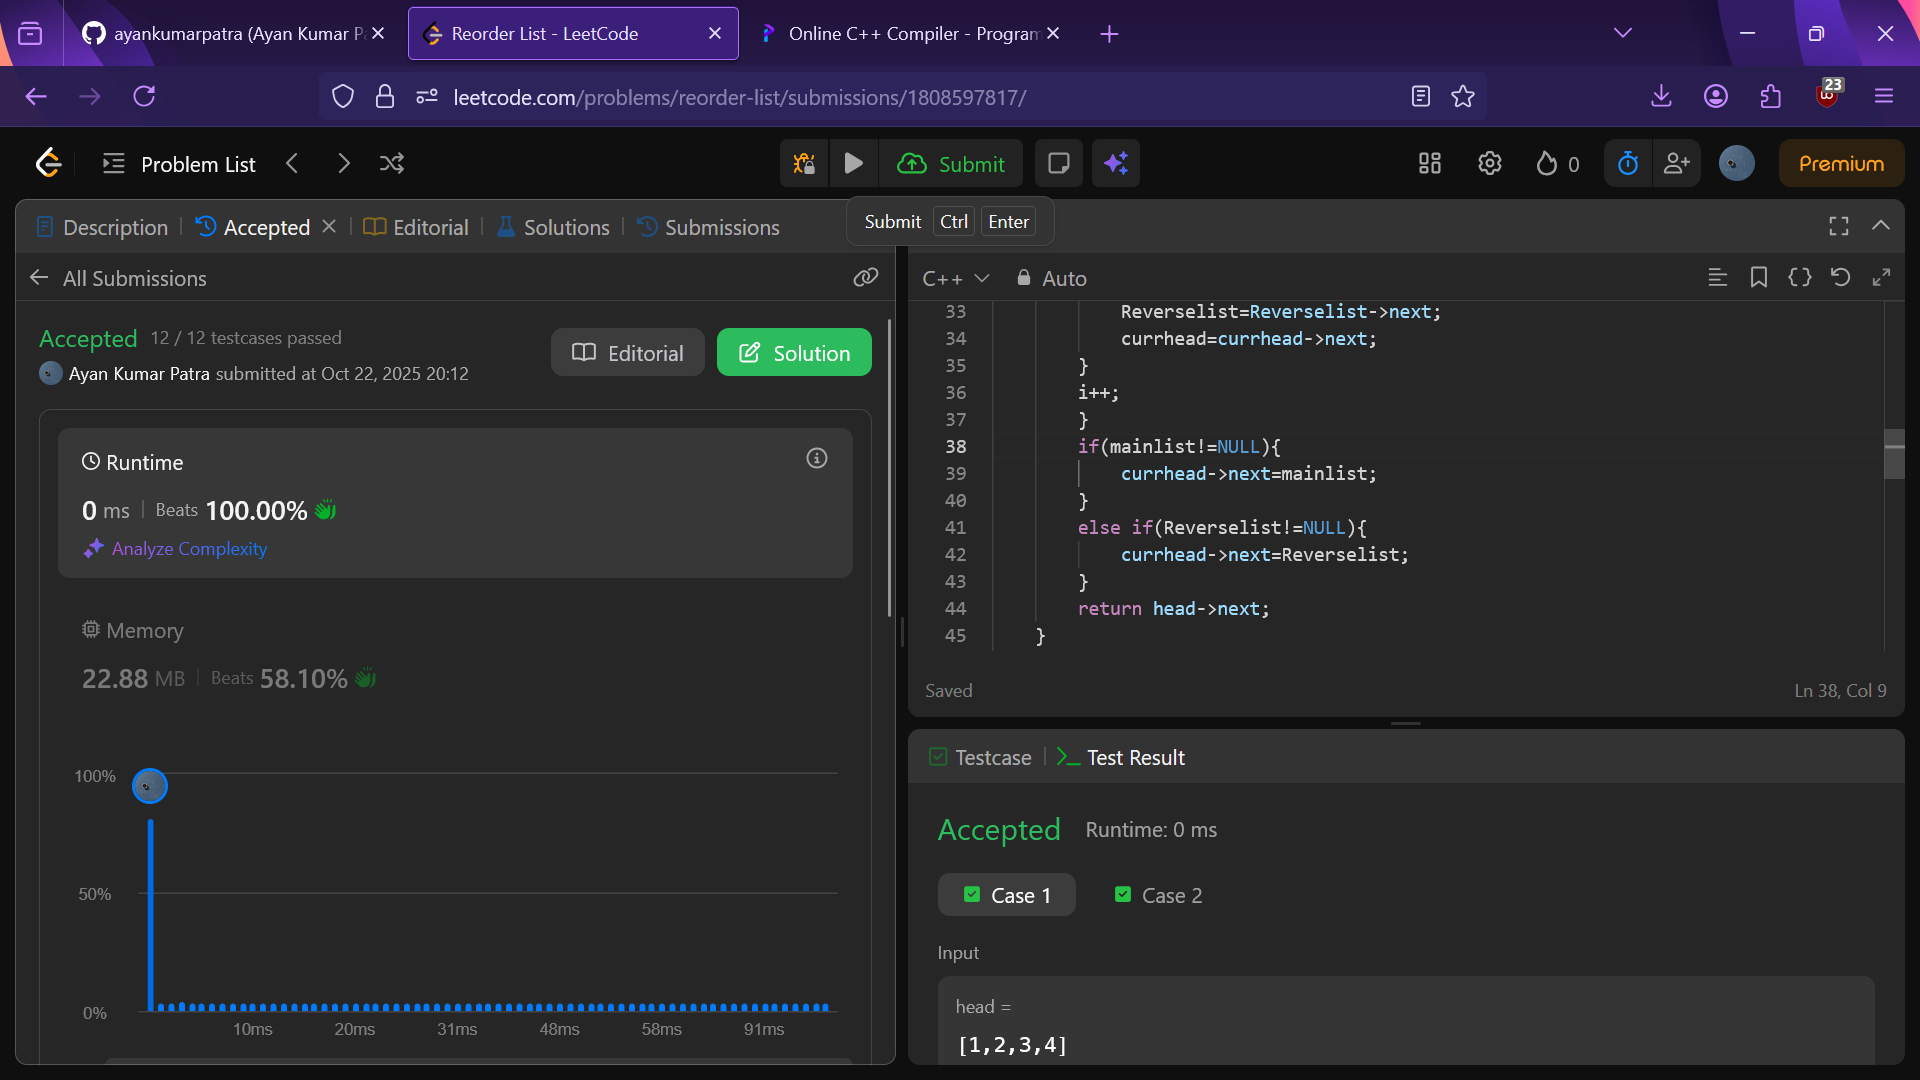 ayankumarpatra (Ayan Kumar P
Reorder List - LeetCode
Online C++ Compiler - Program
leetcode.com/problems/reorder-list/submissions/1808597817/
23
Problem List
Submit
0
Premium
Description
Accepted
Editorial
Solutions
Submissions
Submit Ctrl Enter
All Submissions
C++
Auto
Accepted 12 / 12 testcases passed
Ayan Kumar Patra submitted at Oct 22, 2025 20:12
Editorial
Solution
Runtime
0 ms Beats 100.00%
Analyze Complexity
Memory
22.88 MB Beats 58.10%
100%
50%
0%
10ms 20ms 31ms 48ms 58ms 91ms
33 Reverselist=Reverselist->next;
34 currhead=currhead->next;
35 }
36 i++;
37 }
38 if(mainlist!=NULL){
39 currhead->next=mainlist;
40 }
41 else if(Reverselist!=NULL){
42 currhead->next=Reverselist;
43 }
44 return head->next;
45 }
Saved
Ln 38, Col 9
Testcase
Test Result
Accepted Runtime: 0 ms
Case 1
Case 2
Input
head =
[1,2,3,4]